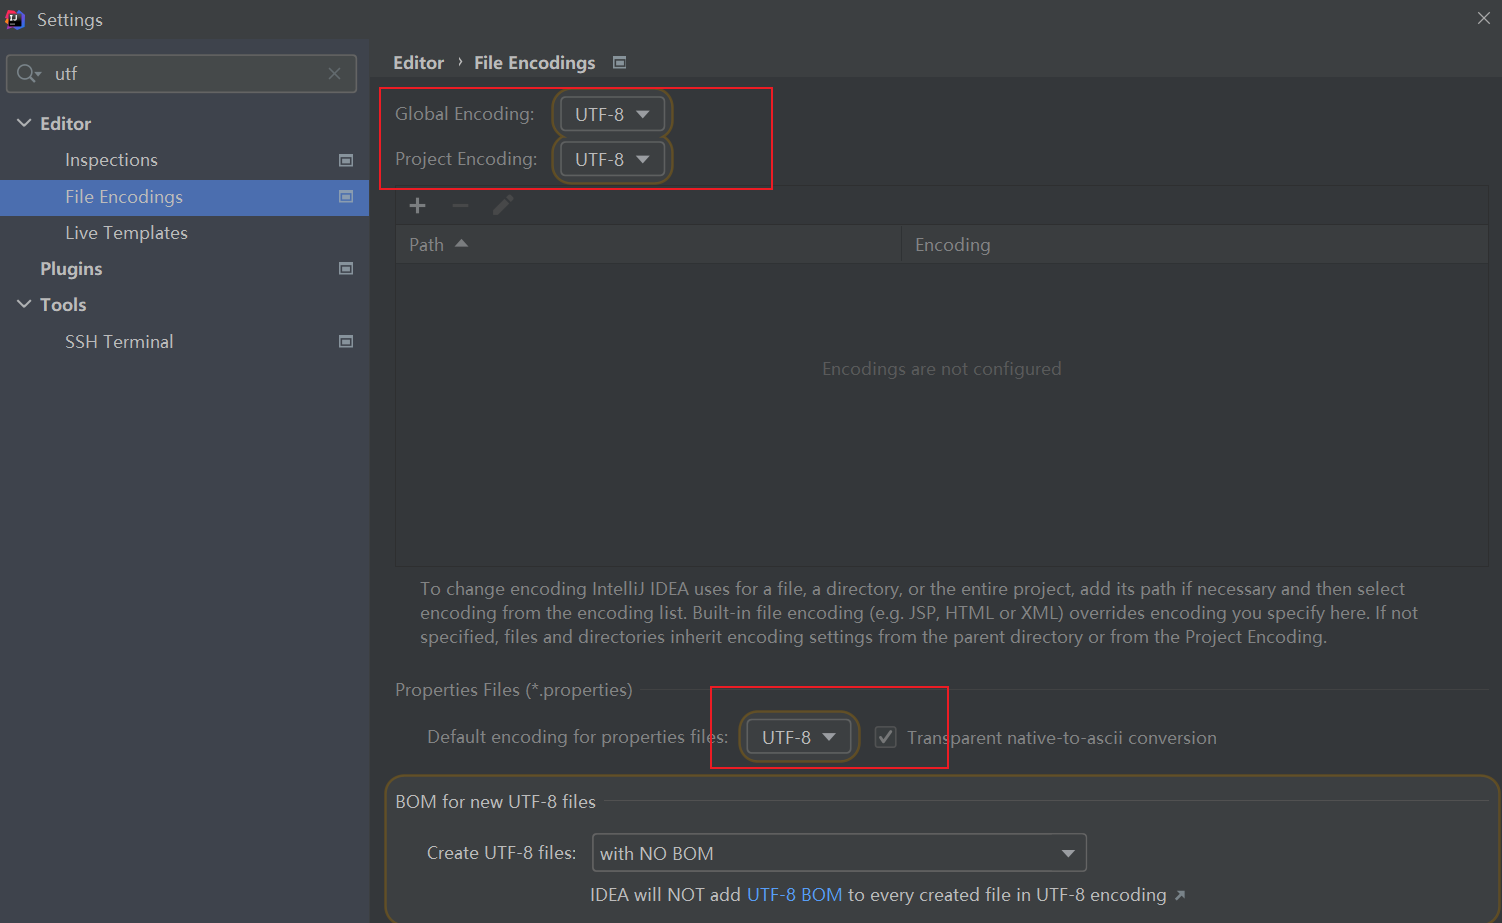 Settings
utf
Editor
Inspections
File Encodings
Live Templates
Plugins
Tools
SSH Terminal
Editor › File Encodings
Global Encoding: UTF-8
Project Encoding: UTF-8
Path Encoding
Encodings are not configured
To change encoding IntelliJ IDEA uses for a file, a directory, or the entire project, add its path if necessary and then select
encoding from the encoding list. Built-in file encoding (e.g. JSP, HTML or XML) overrides encoding you specify here. If not
specified, files and directories inherit encoding settings from the parent directory or from the Project Encoding.
Properties Files (*.properties)
Default encoding for properties files: UTF-8 Transparent native-to-ascii conversion
BOM for new UTF-8 files
Create UTF-8 files: with NO BOM
IDEA will NOT add UTF-8 BOM to every created file in UTF-8 encoding ↗